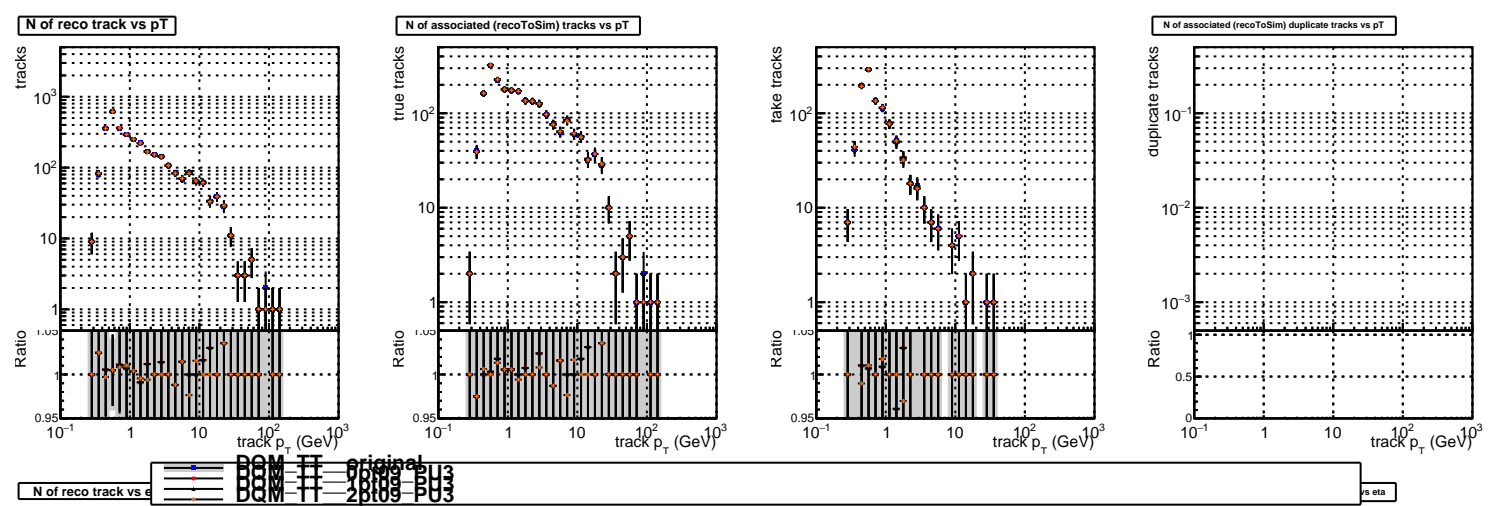 N of reco track vs pT
N of associated (recoToSim) tracks vs pT
N of associated (recoToSim) duplicate tracks vs pT
tracks
10³
10²
10
1
Ratio
1.05
1
0.95
10⁻¹ 1 10 10² 10³
track p_T (GeV)
true tracks
10²
10
1
Ratio
1.05
1
0.95
10⁻¹ 1 10 10² 10³
track p_T (GeV)
fake tracks
10²
10
1
Ratio
1.05
1
0.95
10⁻¹ 1 10 10² 10³
track p_T (GeV)
duplicate tracks
10⁻¹
10⁻²
10⁻³
Ratio
1
0.5
0
10⁻¹ 1 10 10² 10³
track p_T (GeV)
DQM_TT_original
DQM_TT_0pt09_PU3
DQM_TT_1pt09_PU3
DQM_TT_2pt09_PU3
N of reco track vs e
vs eta